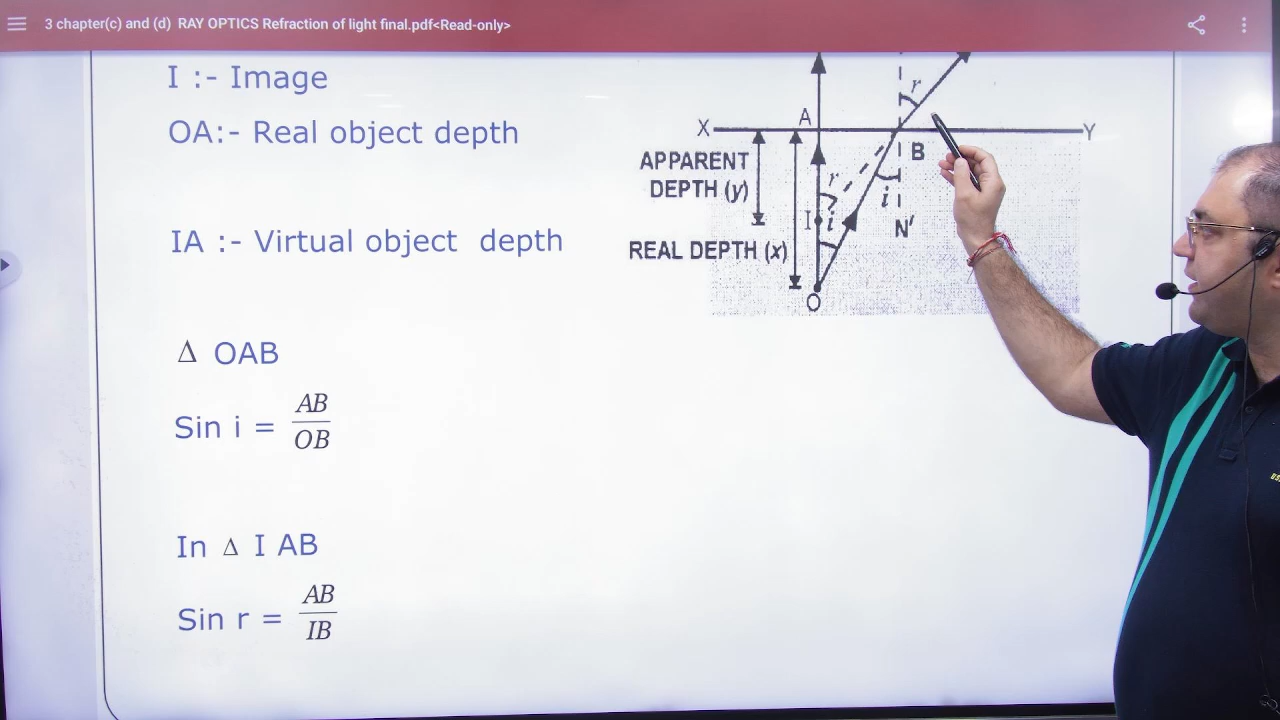 3 chapter(c) and (d) RAY OPTICS Refraction of light final.pdf<Read-only>
I :- Image
OA:- Real object depth
IA :- Virtual object depth
Δ OAB
Sin i = AB
OB
In Δ I AB
Sin r = AB
IB
r
X A Y
B
APPARENT
DEPTH (y)
r
i
I i
N'
REAL DEPTH (x)
O